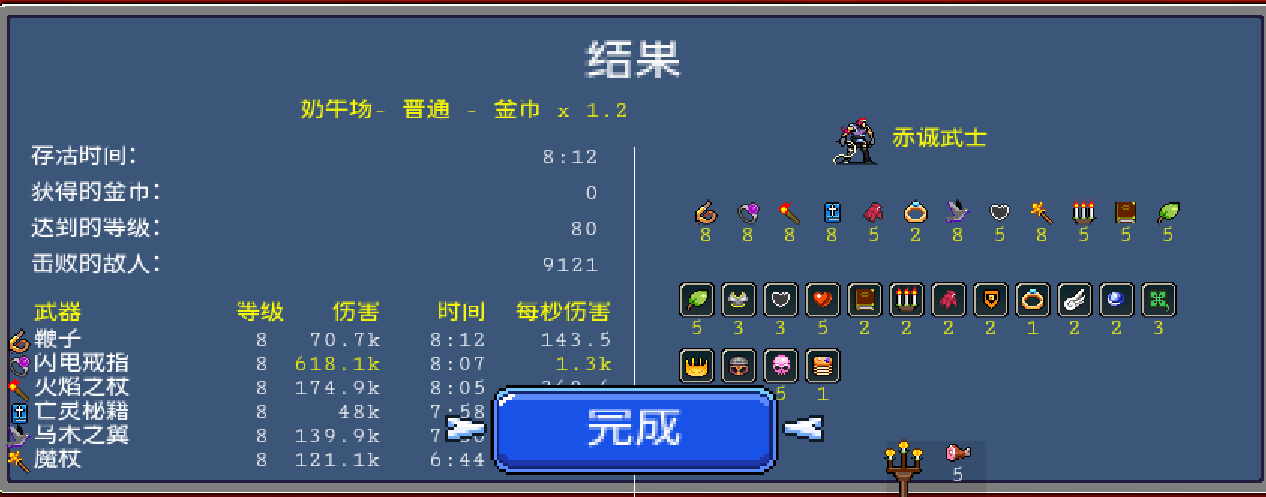 结果
奶牛场- 普通 - 金币 x 1.2
存活时间: 8:12
获得的金币: 0
达到的等级: 80
击败的敌人: 9121
武器 等级 伤害 时间 每秒伤害
鞭子 8 70.7k 8:12 143.5
闪电戒指 8 618.1k 8:07 1.3k
火焰之杖 8 174.9k 8:05
亡灵秘籍 8 48k 7:58
乌木之翼 8 139.9k
魔杖 8 121.1k 6:44
赤诚武士
8 8 8 8 5 2 8 5 8 5 5 5
5 3 3 5 2 2 2 2 1 2 2 3
5 1
完成
5